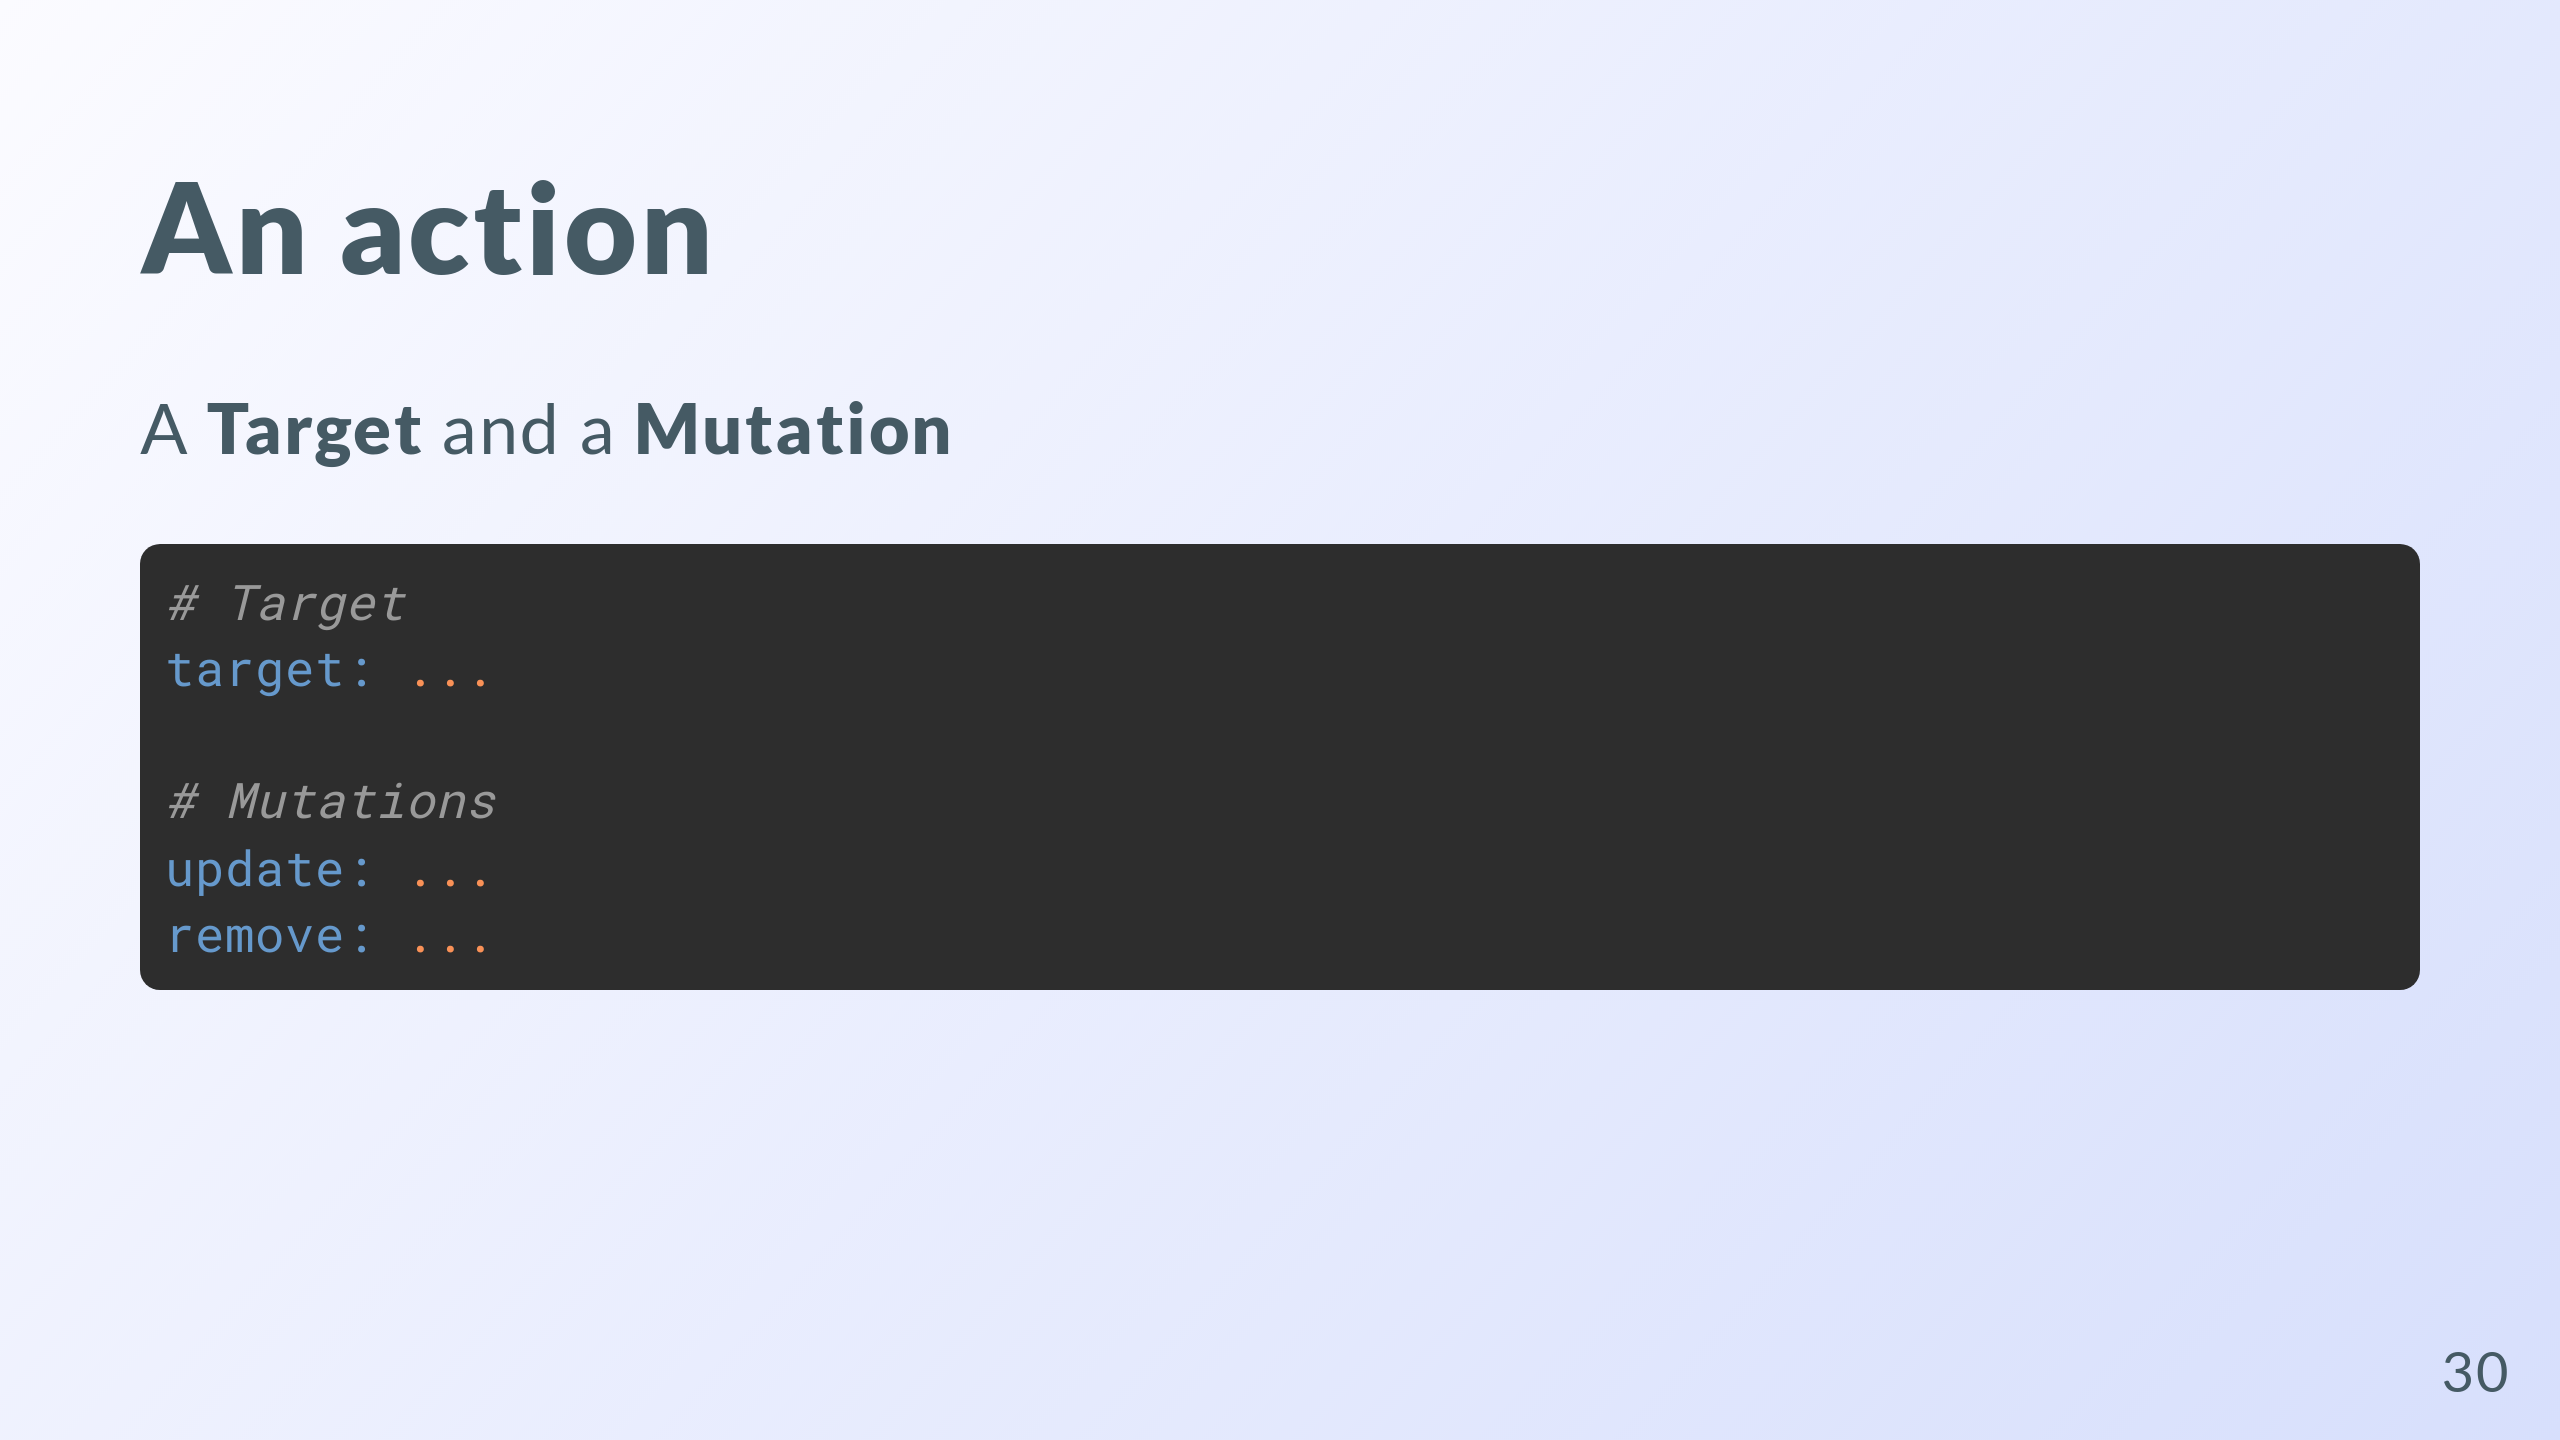 An action
A Target and a Mutation
# Target
target: ...
# Mutations
update: ...
remove: ...
30